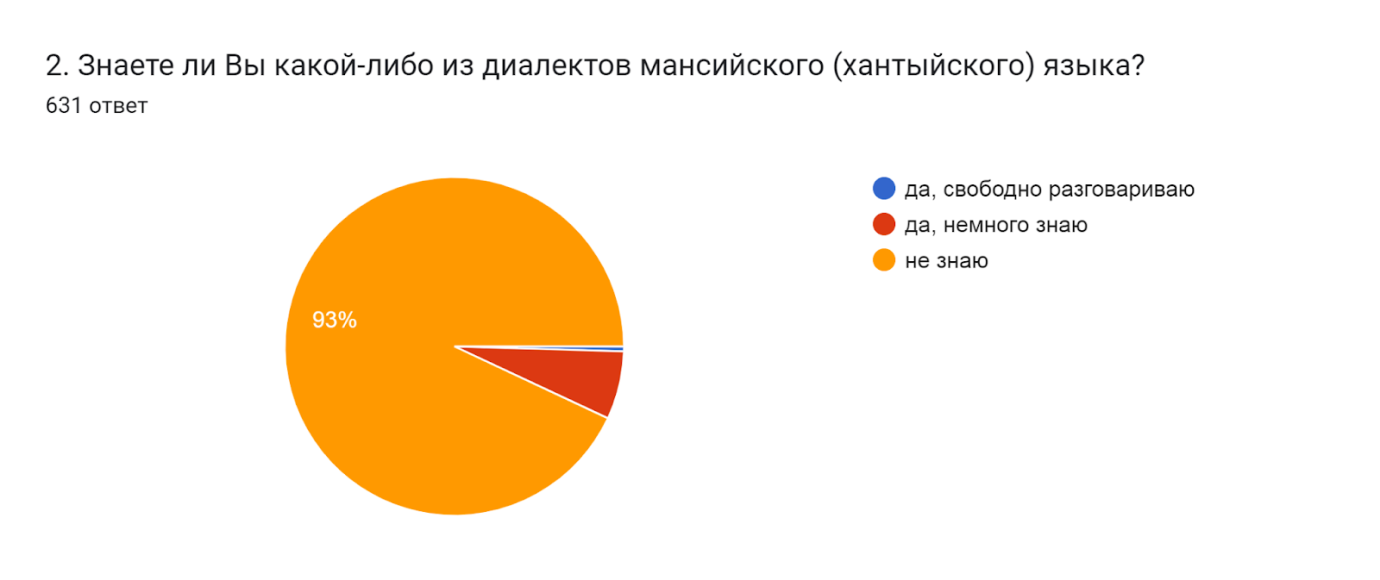 2. Знаете ли Вы какой-либо из диалектов мансийского (хантыйского) языка?
631 ответ
да, свободно разговариваю
да, немного знаю
не знаю
93%